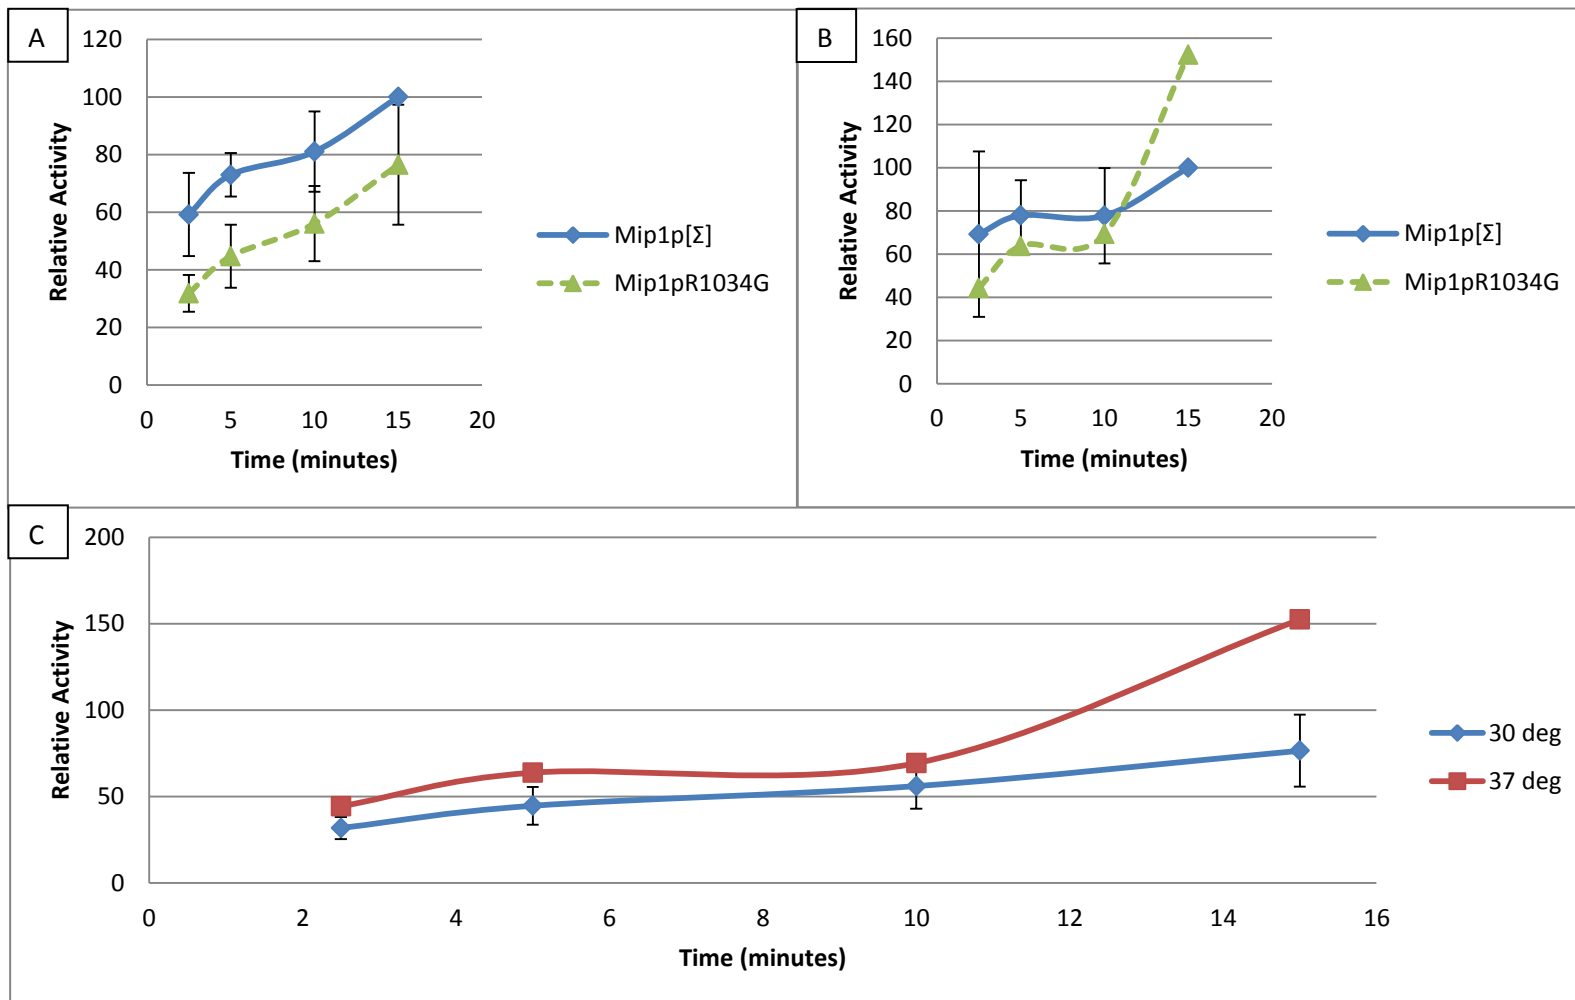 A
120
100
80
60
40
20
0
0 5 10 15 20
Relative Activity
Time (minutes)
Mip1p[Σ]
Mip1pR1034G
B
160
140
120
100
80
60
40
20
0
0 5 10 15 20
Relative Activity
Time (minutes)
Mip1p[Σ]
Mip1pR1034G
C
200
150
100
50
0
0 2 4 6 8 10 12 14 16
Relative Activity
Time (minutes)
30 deg
37 deg